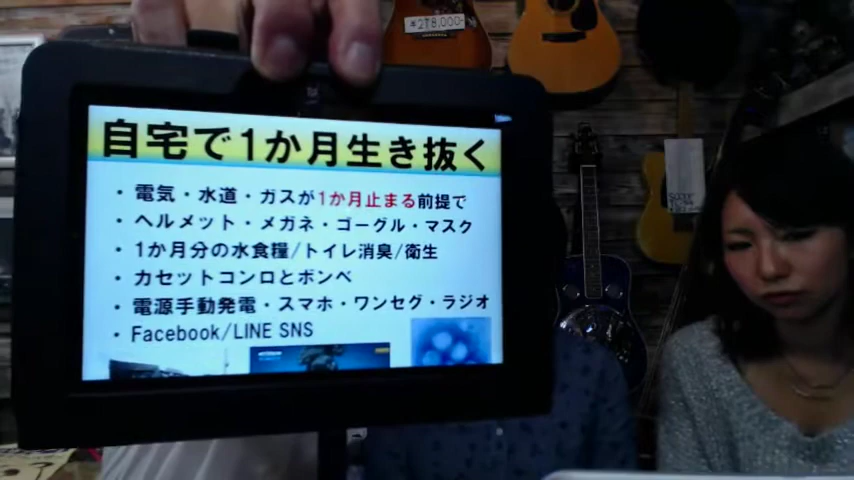 ¥278,000-
自宅で1か月生き抜く
・電気・水道・ガスが1か月止まる前提で
・ヘルメット・メガネ・ゴーグル・マスク
・1か月分の水食糧/トイレ消臭/衛生
・カセットコンロとボンベ
・電源手動発電・スマホ・ワンセグ・ラジオ
・Facebook/LINE SNS